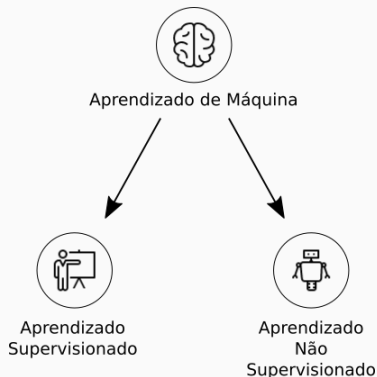 Aprendizado de Máquina
Aprendizado
Supervisionado
Aprendizado
Não
Supervisionado